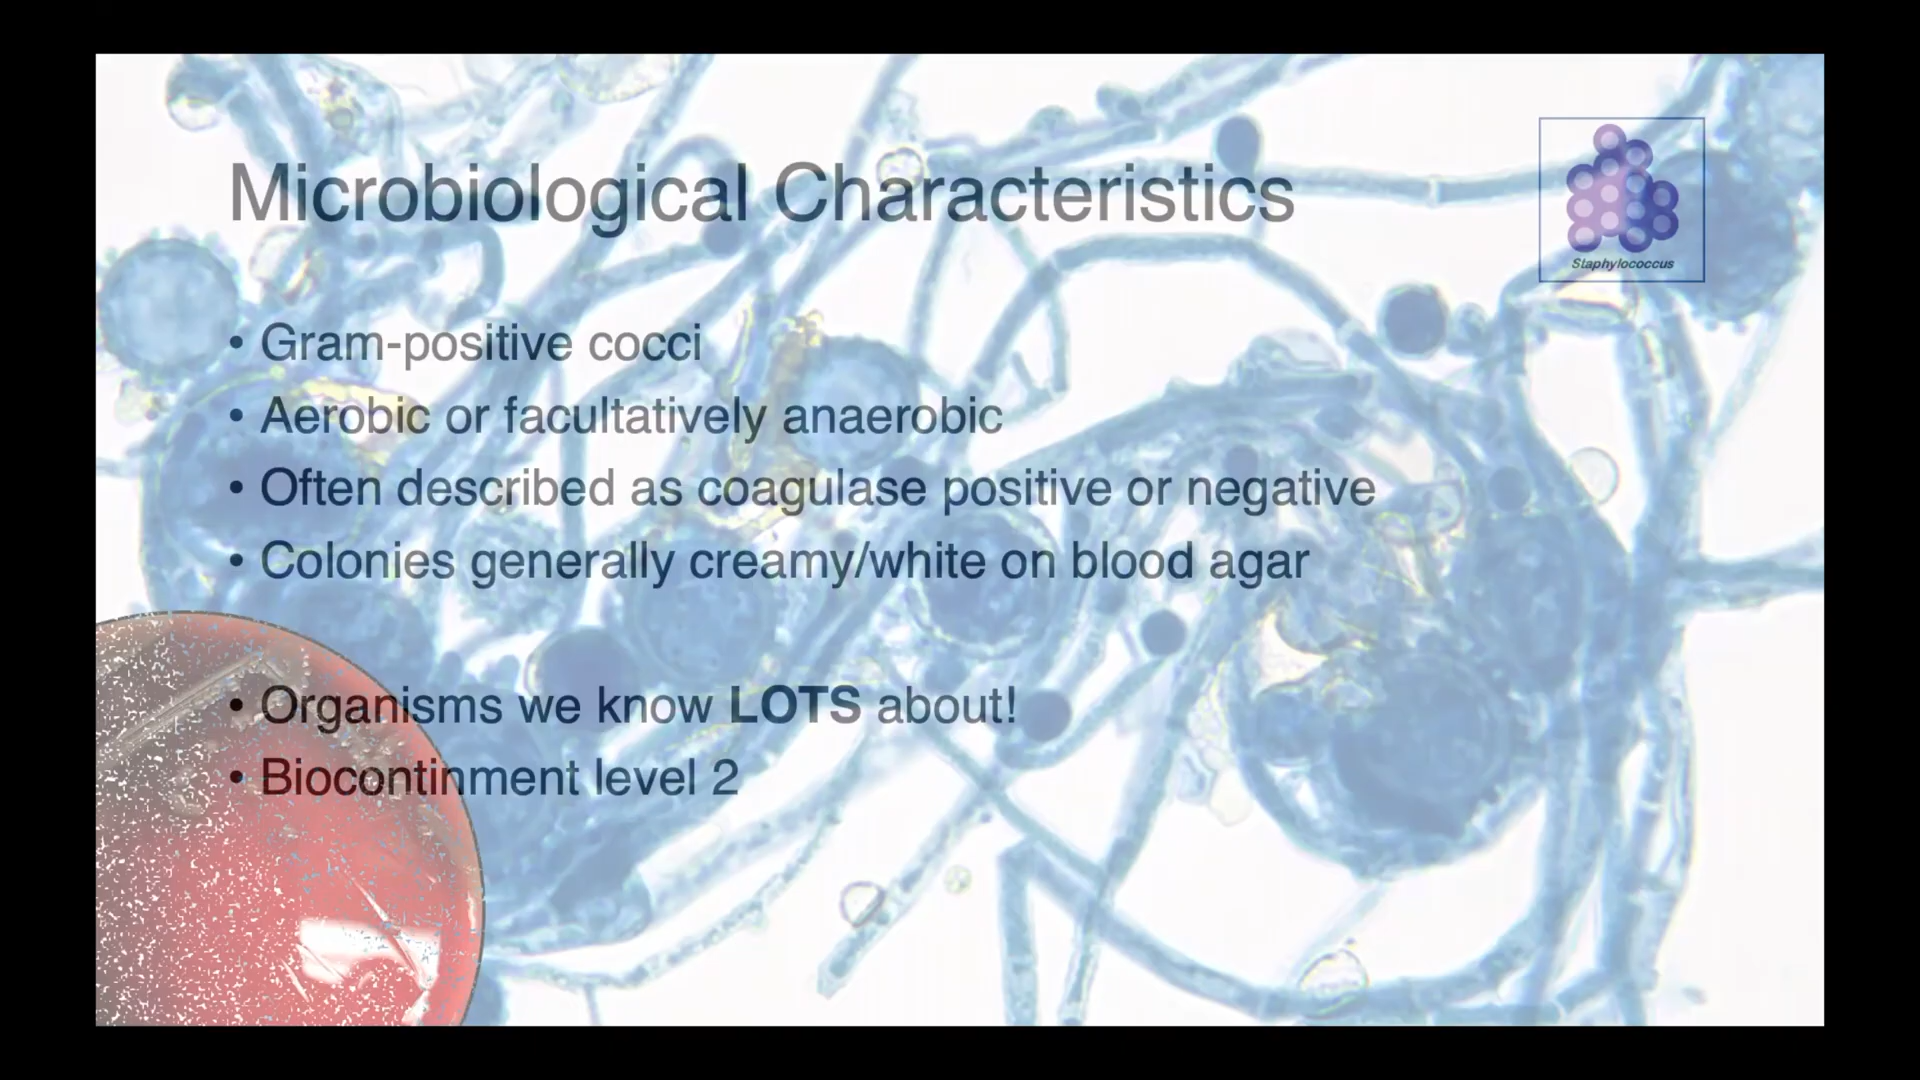 Microbiological Characteristics
Staphylococcus
• Gram-positive cocci
• Aerobic or facultatively anaerobic
• Often described as coagulase positive or negative
• Colonies generally creamy/white on blood agar
• Organisms we know LOTS about!
• Biocontinment level 2